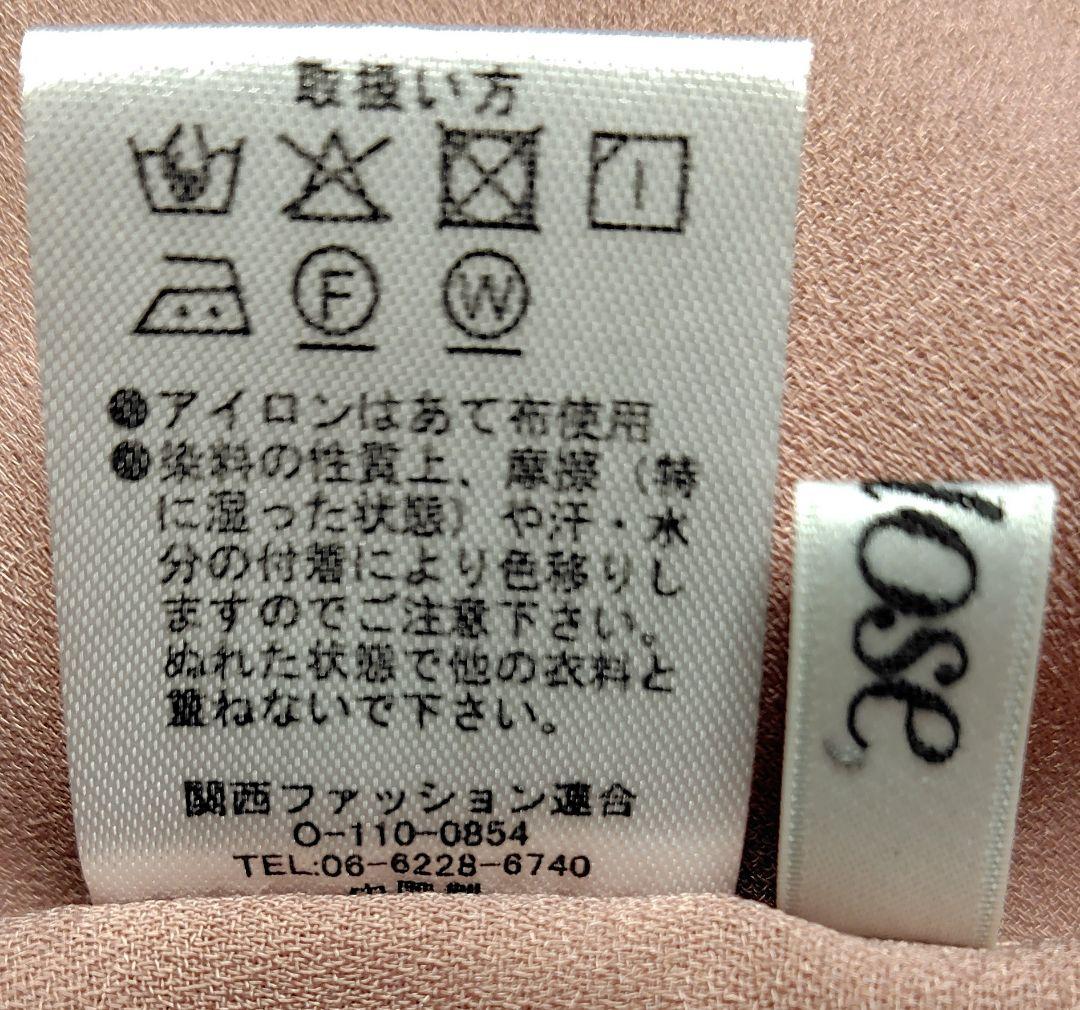 取扱い方
F W
●アイロンはあて布使用
●染料の性質上、摩擦(特
に湿った状態)や汗・水
分の付着により色移りし
ますのでご注意下さい。
ぬれた状態で他の衣料と
重ねないで下さい。
関西ファッション連合
O-110-0854
TEL:06-6228-6740
ose